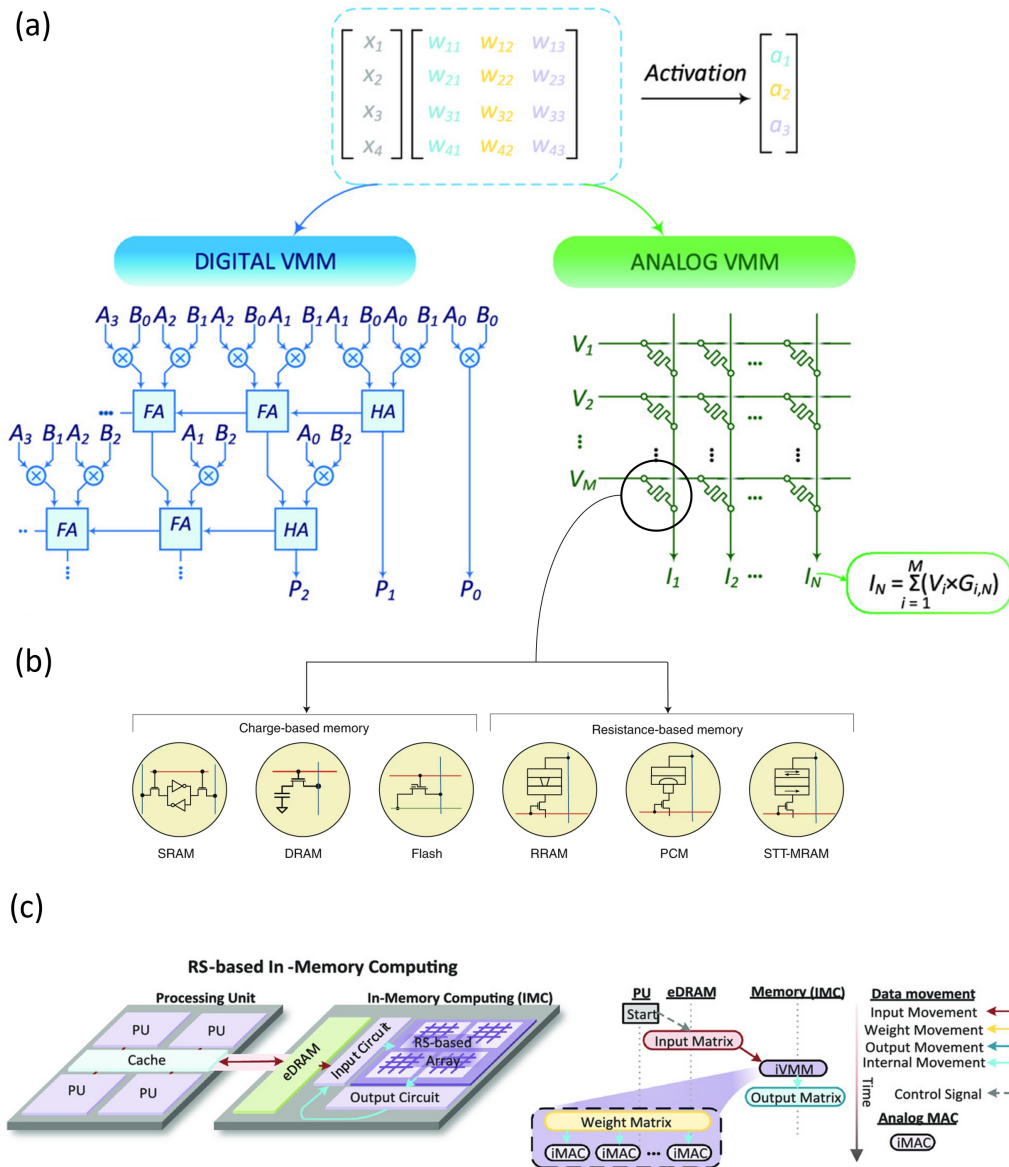 (a)
x1 w11 w12 w13
x2 w21 w22 w23
x3 w31 w32 w33
x4 w41 w42 w43
Activation
a1
a2
a3
DIGITAL VMM
ANALOG VMM
A3 B0 A2 B1 A2 B0 A1 B1 A1 B0 A0 B1 A0 B0
... FA FA HA
A3 B1 A2 B2 A1 B2 A0 B2
.. FA FA HA
⋮ ⋮ P2 P1 P0
V1 ...
V2 ...
⋮ ⋮ ⋮ ⋮
VM ...
I1 I2 ... IN
IN = M Σ i = 1 (Vi×Gi,N)
(b)
Charge-based memory
Resistance-based memory
SRAM DRAM Flash RRAM PCM STT-MRAM
(c)
RS-based In -Memory Computing
Processing Unit
In-Memory Computing (IMC)
PU PU
Cache
PU PU
eDRAM
Input Circuit
RS-based
Array
Output Circuit
PU eDRAM Memory (IMC)
Start
Input Matrix
iVMM
Output Matrix
Weight Matrix
iMAC iMAC ... iMAC
Time
Data movement
Input Movement
Weight Movement
Output Movement
Internal Movement
Control Signal
Analog MAC
iMAC